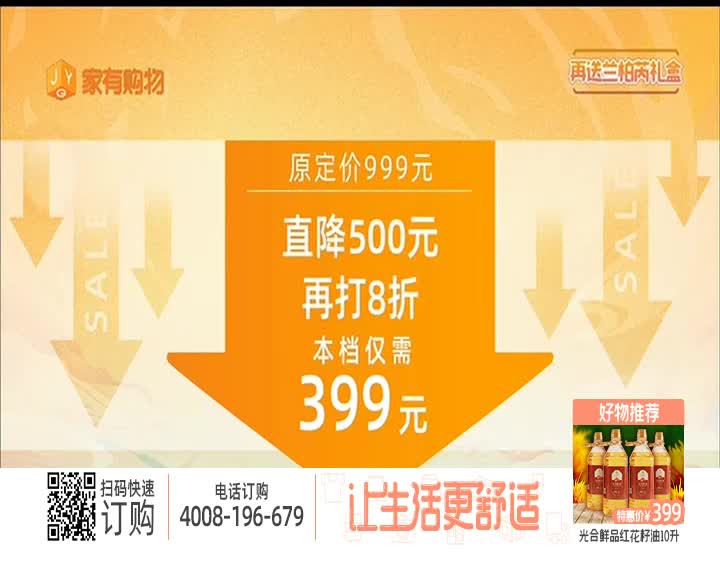 JYG 家有购物
再送兰柏芮礼盒
原定价999元
直降500元
再打8折
本档仅需
399元
SALE
SALE
好物推荐
特惠价¥399
光合鲜品红花籽油10升
扫码快速
订购
电话订购
4008-196-679
让生活更舒适